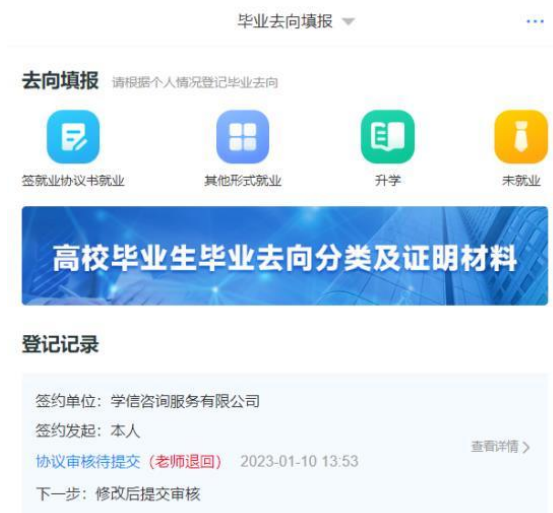 毕业去向填报
去向填报 请根据个人情况登记毕业去向
签就业协议书就业 其他形式就业 升学 未就业
高校毕业生毕业去向分类及证明材料
登记记录
签约单位：学信咨询服务有限公司
签约发起：本人
查看详情
协议审核待提交（老师退回） 2023-01-10 13:53
下一步：修改后提交审核